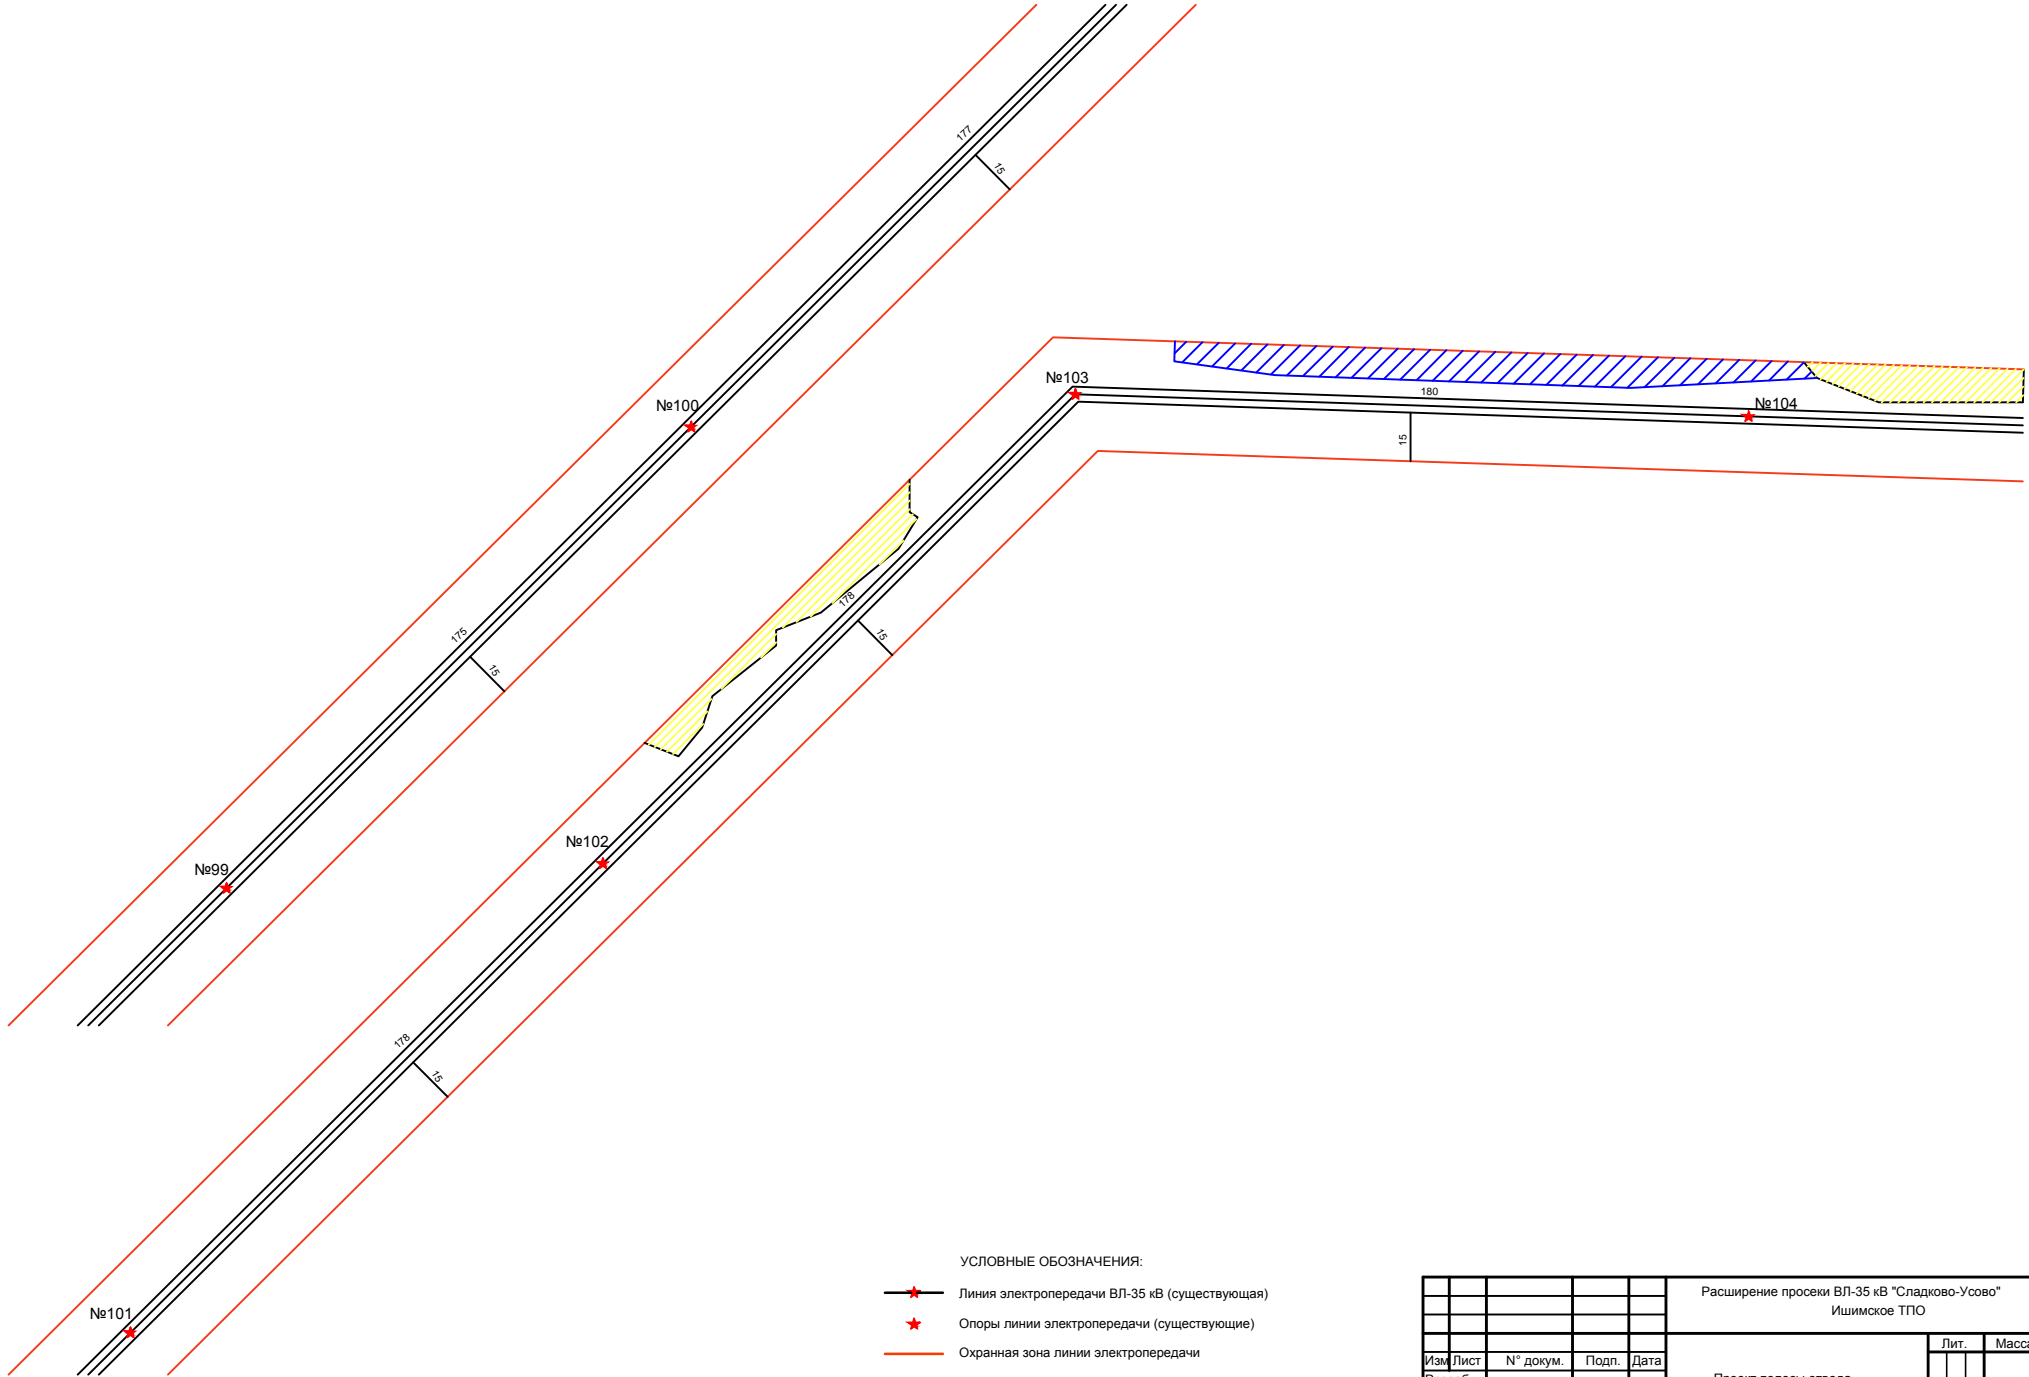 177
15
№103
№100
180
№104
15
178
15
175
15
№102
№99
178
15
№101
УСЛОВНЫЕ ОБОЗНАЧЕНИЯ:
Линия электропередачи ВЛ-35 кВ (существующая)
Опоры линии электропередачи (существующие)
Охранная зона линии электропередачи
Расширение просеки ВЛ-35 кВ "Сладково-Усово"
Ишимское ТПО
Лит. Масса
Изм Лист N° докум. Подп. Дата